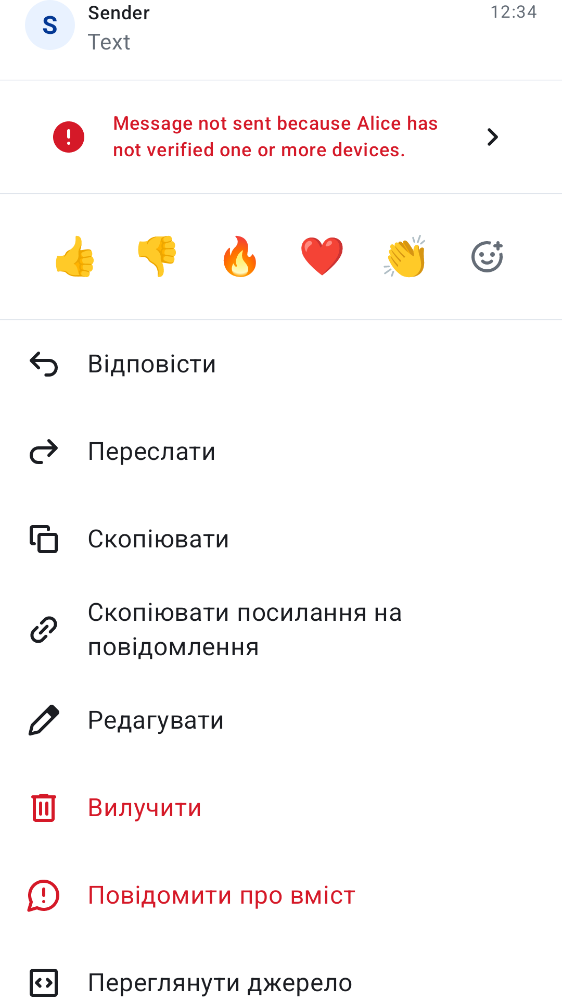 S
Sender
12:34
Text
Message not sent because Alice has
not verified one or more devices.
Відповісти
Переслати
Скопіювати
Скопіювати посилання на
повідомлення
Редагувати
Вилучити
Повідомити про вміст
Переглянути джерело